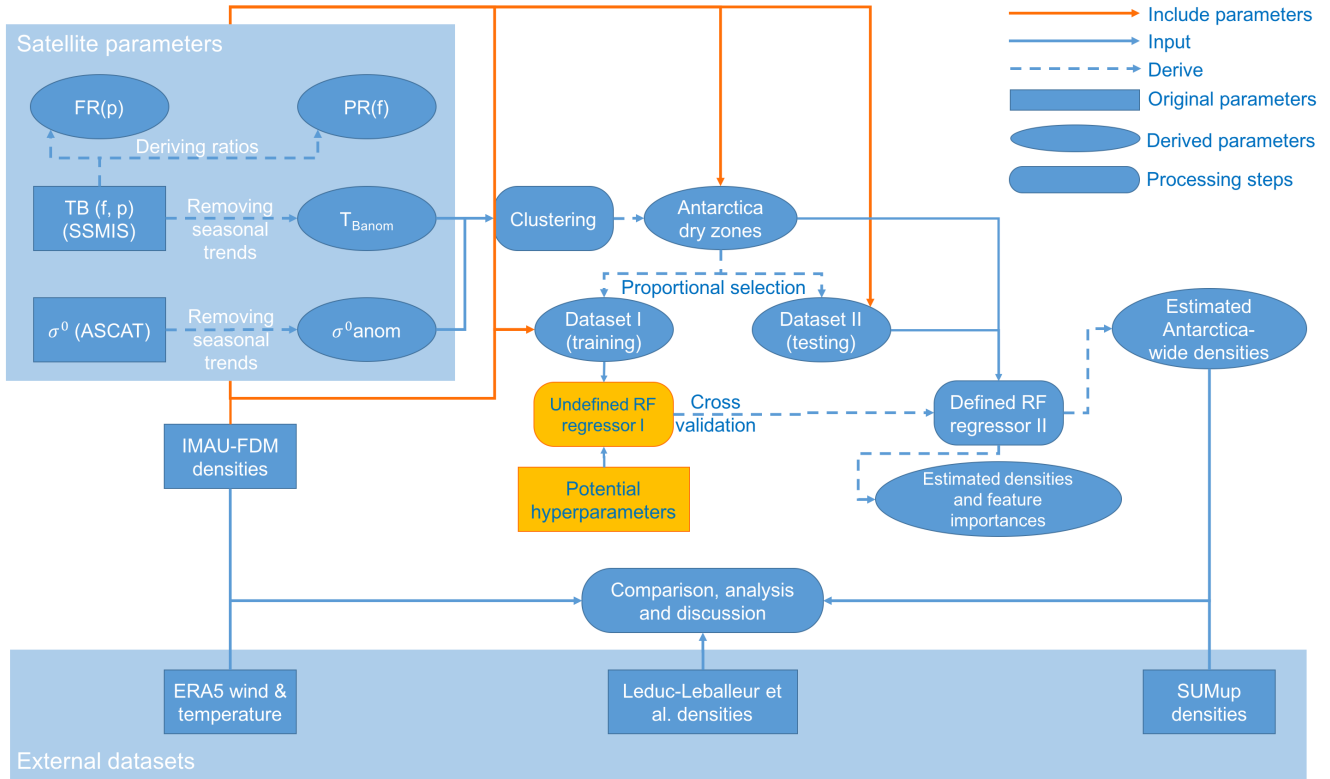 Satellite parameters
FR(p)
PR(f)
Deriving ratios
TB (f, p)
(SSMIS)
Removing
seasonal
trends
T_Banom
σ⁰ (ASCAT)
Removing
seasonal
trends
σ⁰anom
Clustering
Antarctica
dry zones
Proportional selection
Dataset I
(training)
Dataset II
(testing)
Undefined RF
regressor I
Cross
validation
Defined RF
regressor II
Potential
hyperparameters
Estimated densities
and feature
importances
Estimated
Antarctica-
wide densities
Include parameters
Input
Derive
Original parameters
Derived parameters
Processing steps
IMAU-FDM
densities
Comparison, analysis
and discussion
ERA5 wind &
temperature
Leduc-Leballeur et
al. densities
SUMup
densities
External datasets